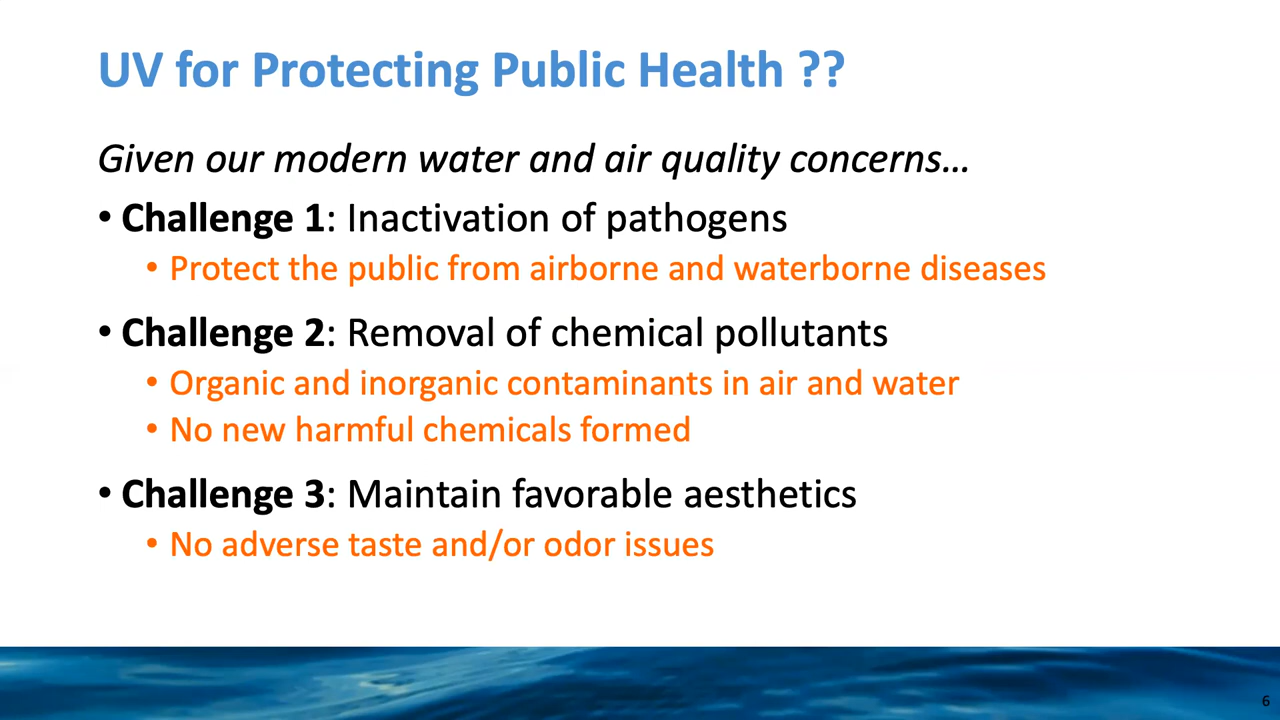 UV for Protecting Public Health ??
Given our modern water and air quality concerns…
• Challenge 1: Inactivation of pathogens
• Protect the public from airborne and waterborne diseases
• Challenge 2: Removal of chemical pollutants
• Organic and inorganic contaminants in air and water
• No new harmful chemicals formed
• Challenge 3: Maintain favorable aesthetics
• No adverse taste and/or odor issues
6